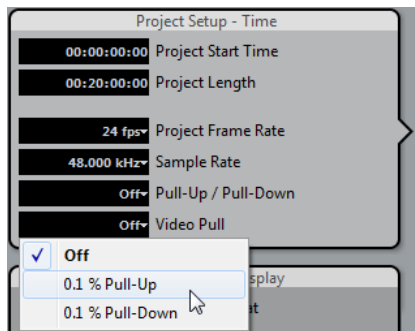 Project Setup - Time
00:00:00:00 Project Start Time
00:20:00:00 Project Length
24 fps Project Frame Rate
48.000 kHz Sample Rate
Off Pull-Up / Pull-Down
Off Video Pull
Off
0.1 % Pull-Up
0.1 % Pull-Down